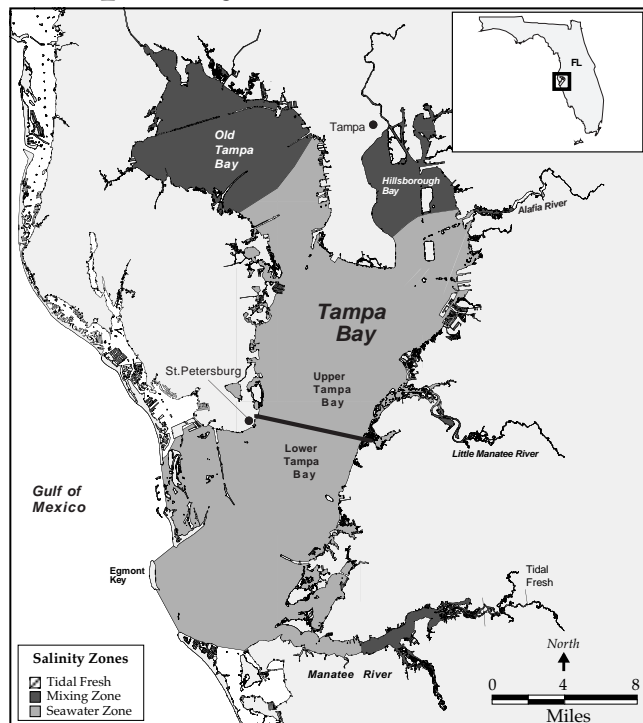 FL
Tampa
Old
Tampa
Bay
Hillsborough
Bay
Alafia River
Tampa
Bay
St.Petersburg
Upper
Tampa
Bay
Lower
Tampa
Bay
Little Manatee River
Gulf of
Mexico
Egmont
Key
Tidal
Fresh
Manatee River
Salinity Zones
Tidal Fresh
Mixing Zone
Seawater Zone
North
0 4 8
Miles